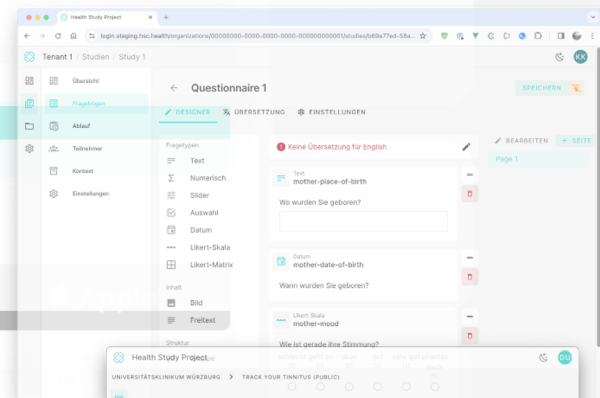 Health Study Project
login.staging.hsc.health/organizations/00000000-0000-0000-0000-000000000001/studies/b69e77ed-58a...
Tenant 1 / Studien / Study 1
KK
Übersicht
Fragebögen
Ablauf
Teilnehmer
Kontext
Einstellungen
Questionnaire 1
SPEICHERN
DESIGNER
ÜBERSETZUNG
EINSTELLUNGEN
Fragetypen
Text
Numerisch
Slider
Auswahl
Datum
Likert-Skala
Likert-Matrix
Inhalt
Bild
Freitext
Struktur
Keine Übersetzung für English
Text
mother-place-of-birth
Wo wurden Sie geboren?
Datum
mother-date-of-birth
Wann wurden Sie geboren?
Likert Skala
mother-mood
Wie ist gerade ihre Stimmung?
BEARBEITEN
+ SEITE
Page 1
Health Study Project
DU
UNIVERSITÄTSKLINIKUM WÜRZBURG > TRACK YOUR TINNITUS (PUBLIC)